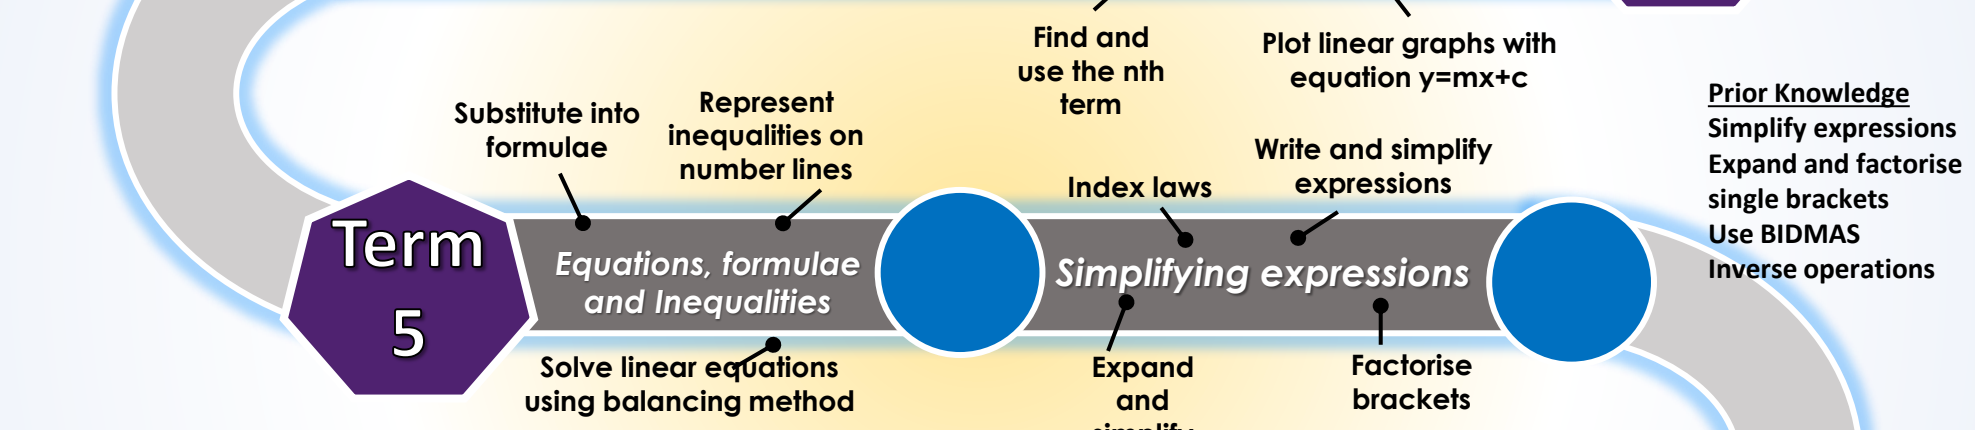 Find and
use the nth
term
Plot linear graphs with
equation y=mx+c
Prior Knowledge
Simplify expressions
Expand and factorise
single brackets
Use BIDMAS
Inverse operations
Substitute into
formulae
Represent
inequalities on
number lines
Index laws
Write and simplify
expressions
Term
5
Equations, formulae
and Inequalities
Simplifying expressions
Solve linear equations
using balancing method
Expand
and
simplify
Factorise
brackets